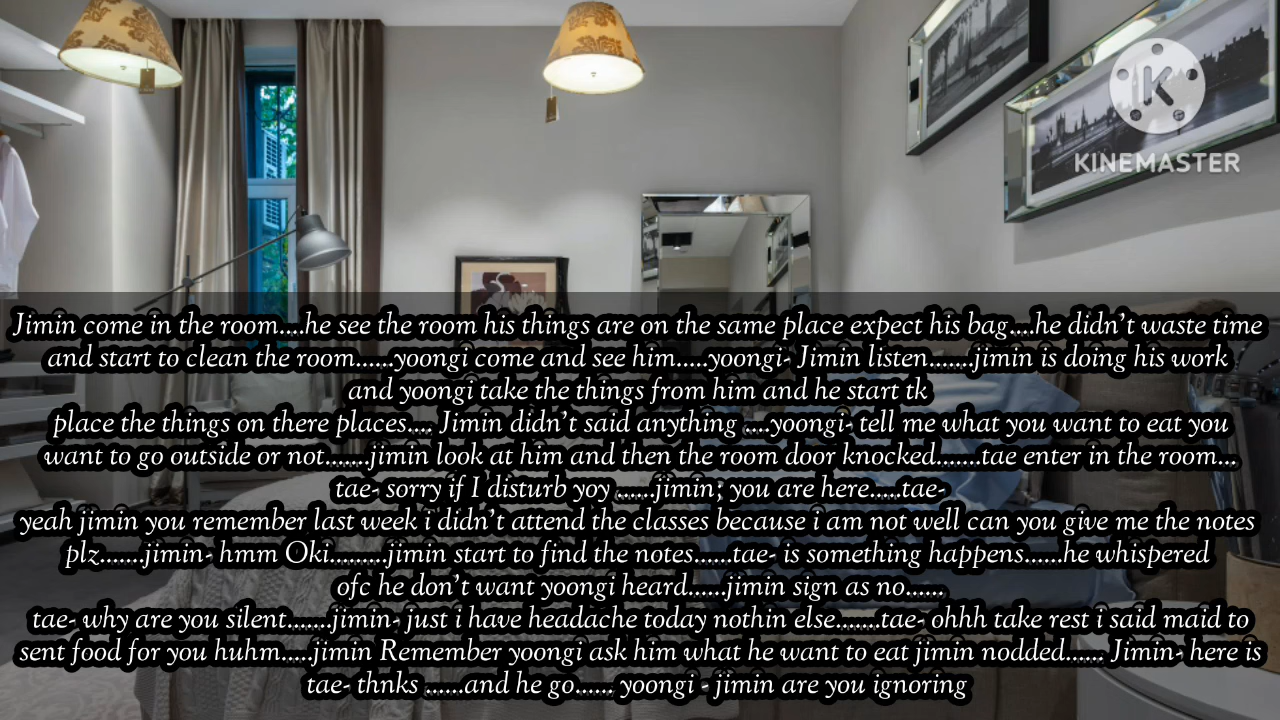 K
KINEMASTER
Jimin come in the room....he see the room his things are on the same place expect his bag....he didn't waste time
and start to clean the room......yoongi come and see him.....yoongi- Jimin listen.......jimin is doing his work
and yoongi take the things from him and he start tk
place the things on there places.... Jimin didn't said anything ....yoongi- tell me what you want to eat you
want to go outside or not.......jimin look at him and then the room door knocked.......tae enter in the room...
tae- sorry if I disturb yoy ......jimin; you are here.....tae-
yeah jimin you remember last week i didn't attend the classes because i am not well can you give me the notes
plz.......jimin- hmm Oki.........jimin start to find the notes......tae- is something happens......he whispered
ofc he don't want yoongi heard......jimin sign as no......
tae- why are you silent.......jimin- just i have headache today nothin else.......tae- ohhh take rest i said maid to
sent food for you huhm.....jimin Remember yoongi ask him what he want to eat jimin nodded...... Jimin- here is
tae- thnks ......and he go...... yoongi - jimin are you ignoring